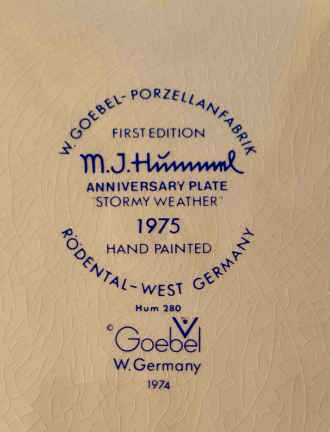 W. GOEBEL-PORZELLANFABRIK
FIRST EDITION
M.J. Hummel
ANNIVERSARY PLATE
"STORMY WEATHER"
1975
HAND PAINTED
RÖDENTAL-WEST GERMANY
Hum 280
© Goebel
W. Germany
1974